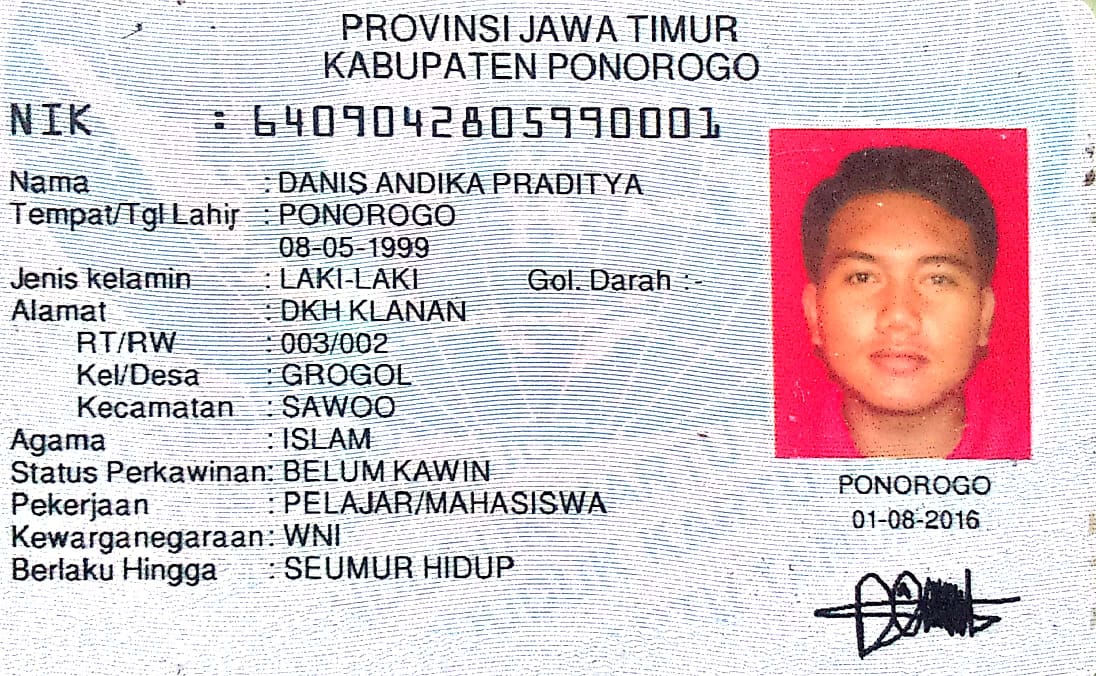 PROVINSI JAWA TIMUR
KABUPATEN PONOROGO
NIK : 6409042805990001
Nama : DANIS ANDIKA PRADITYA
Tempat/Tgl Lahir : PONOROGO
08-05-1999
Jenis kelamin : LAKI-LAKI Gol. Darah : -
Alamat : DKH KLANAN
RT/RW : 003/002
Kel/Desa : GROGOL
Kecamatan : SAWOO
Agama : ISLAM
Status Perkawinan: BELUM KAWIN
Pekerjaan : PELAJAR/MAHASISWA
Kewarganegaraan: WNI
Berlaku Hingga : SEUMUR HIDUP
PONOROGO
01-08-2016